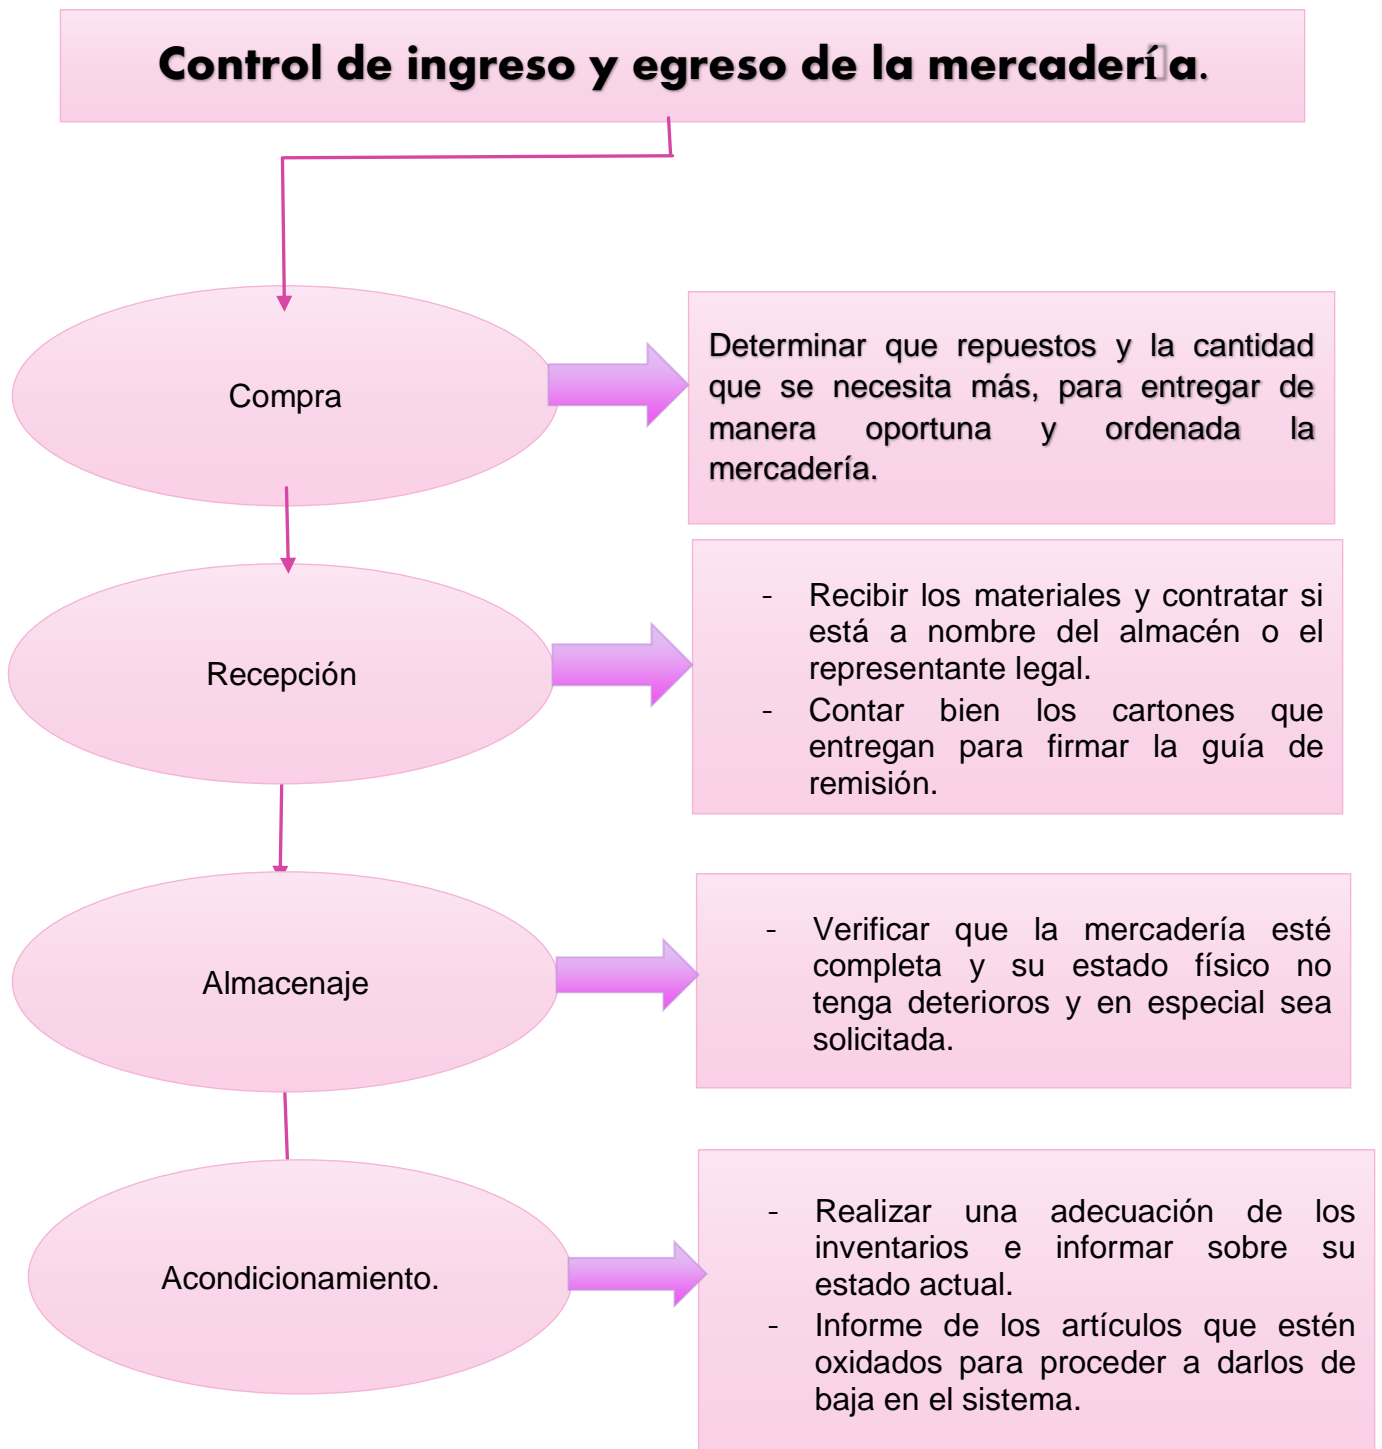 Control de ingreso y egreso de la mercadería.
Compra
Determinar que repuestos y la cantidad
que se necesita más, para entregar de
manera oportuna y ordenada la
mercadería.
Recepción
- Recibir los materiales y contratar si
está a nombre del almacén o el
representante legal.
- Contar bien los cartones que
entregan para firmar la guía de
remisión.
Almacenaje
- Verificar que la mercadería esté
completa y su estado físico no
tenga deterioros y en especial sea
solicitada.
Acondicionamiento.
- Realizar una adecuación de los
inventarios e informar sobre su
estado actual.
- Informe de los artículos que estén
oxidados para proceder a darlos de
baja en el sistema.